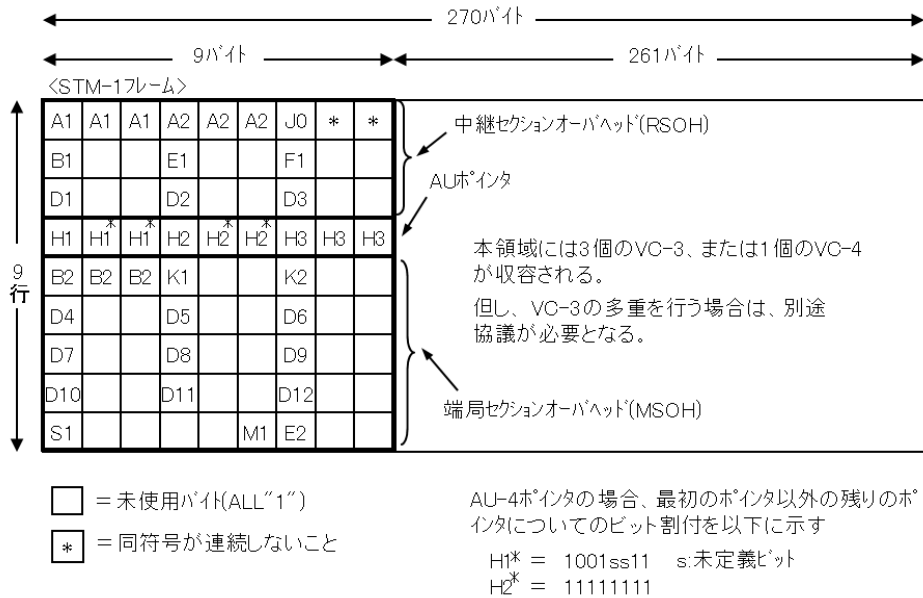 270バイト
9バイト
261バイト
〈STM-1フレーム〉
A1 A1 A1 A2 A2 A2 J0 * *
B1 E1 F1
D1 D2 D3
H1 H1* H1* H2 H2* H2* H3 H3 H3
B2 B2 B2 K1 K2
D4 D5 D6
D7 D8 D9
D10 D11 D12
S1 M1 E2
9
行
中継セクションオーバヘッド(RSOH)
AUポインタ
本領域には3個のVC-3、または1個のVC-4
が収容される。
但し、VC-3の多重を行う場合は、別途
協議が必要となる。
端局セクションオーバヘッド(MSOH)
=未使用バイト(ALL"1")
* =同符号が連続しないこと
AU-4ポインタの場合、最初のポインタ以外の残りのポ
インタについてのビット割付を以下に示す
H1* = 1001ss11 s:未定義ビット
H2* = 11111111